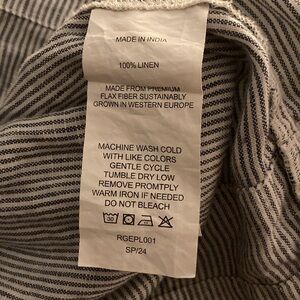 MADE IN INDIA
100% LINEN
MADE FROM PREMIUM
FLAX FIBER SUSTAINABLY
GROWN IN WESTERN EUROPE
MACHINE WASH COLD
WITH LIKE COLORS
GENTLE CYCLE
TUMBLE DRY LOW
REMOVE PROMPTLY
WARM IRON IF NEEDED
DO NOT BLEACH
RGEPL001
SP/24